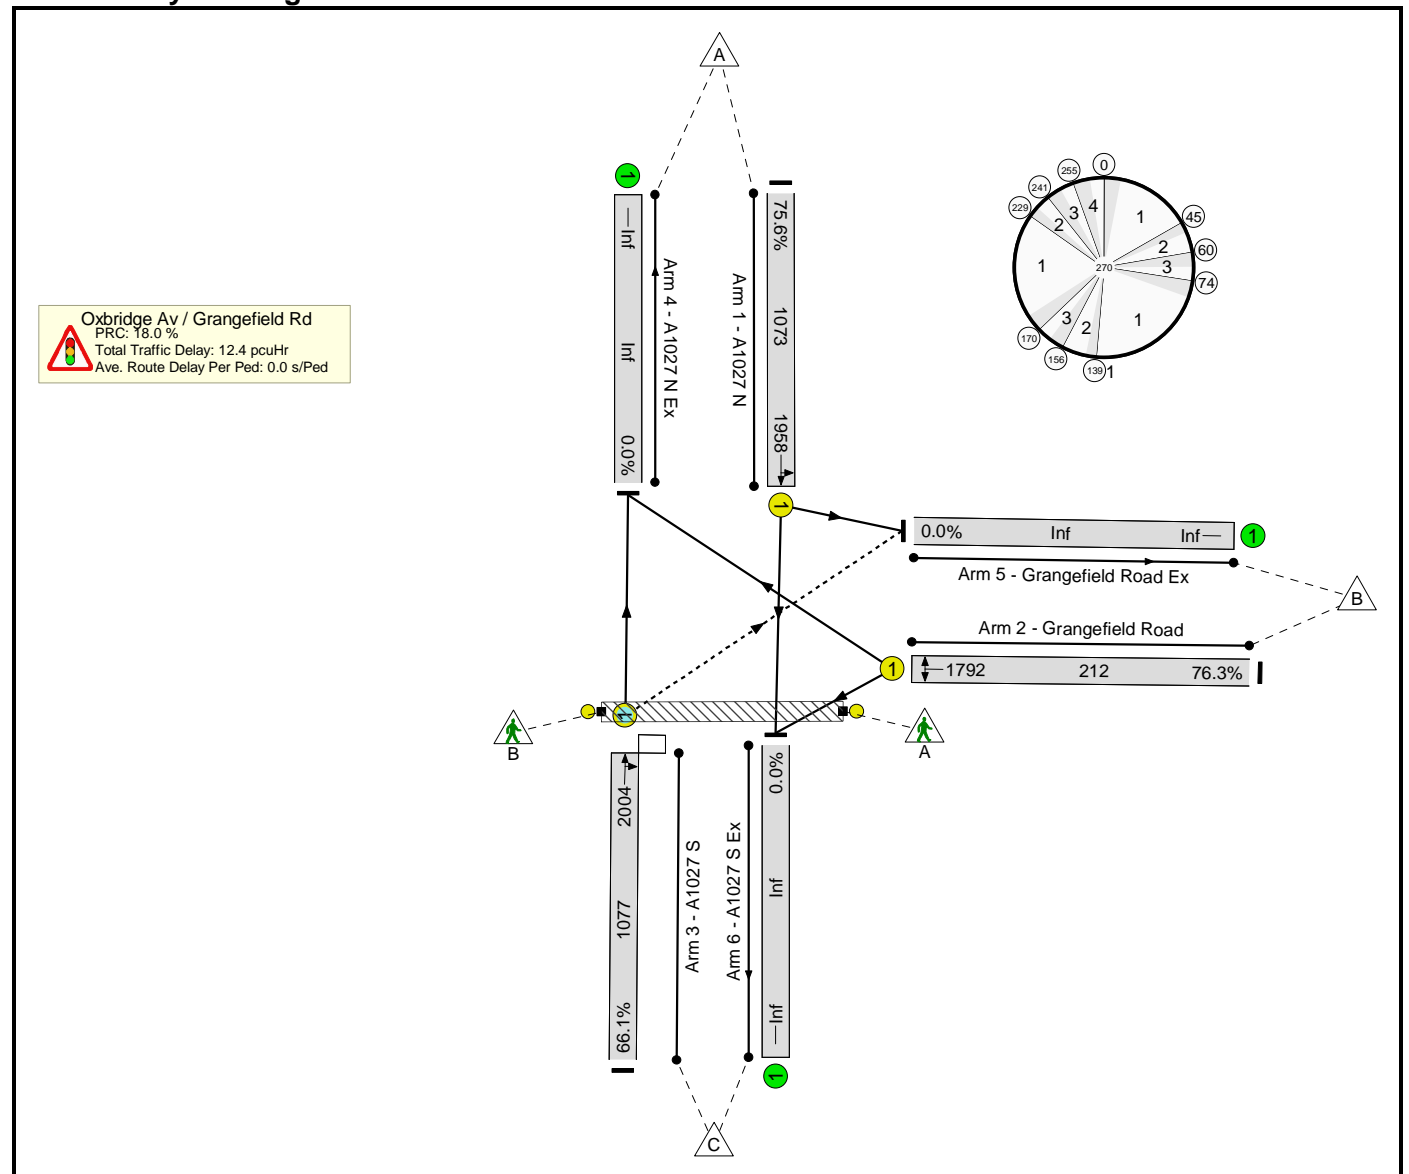 A
1
Inf
Inf
0.0%
Arm 4 - A1027 N Ex
Arm 1 - A1027 N
75.6%
1073
1958
1
0
45
60
74
139
156
170
229
241
255
270
1
2
3
1
2
3
1
2
3
4
1
Oxbridge Av / Grangefield Rd
PRC: 18.0 %
Total Traffic Delay: 12.4 pcuHr
Ave. Route Delay Per Ped: 0.0 s/Ped
0.0% Inf Inf
1
Arm 5 - Grangefield Road Ex
B
Arm 2 - Grangefield Road
1
1792 212 76.3%
1
B
A
2004
1077
66.1%
Arm 3 - A1027 S
Arm 6 - A1027 S Ex
0.0%
Inf
Inf
1
C